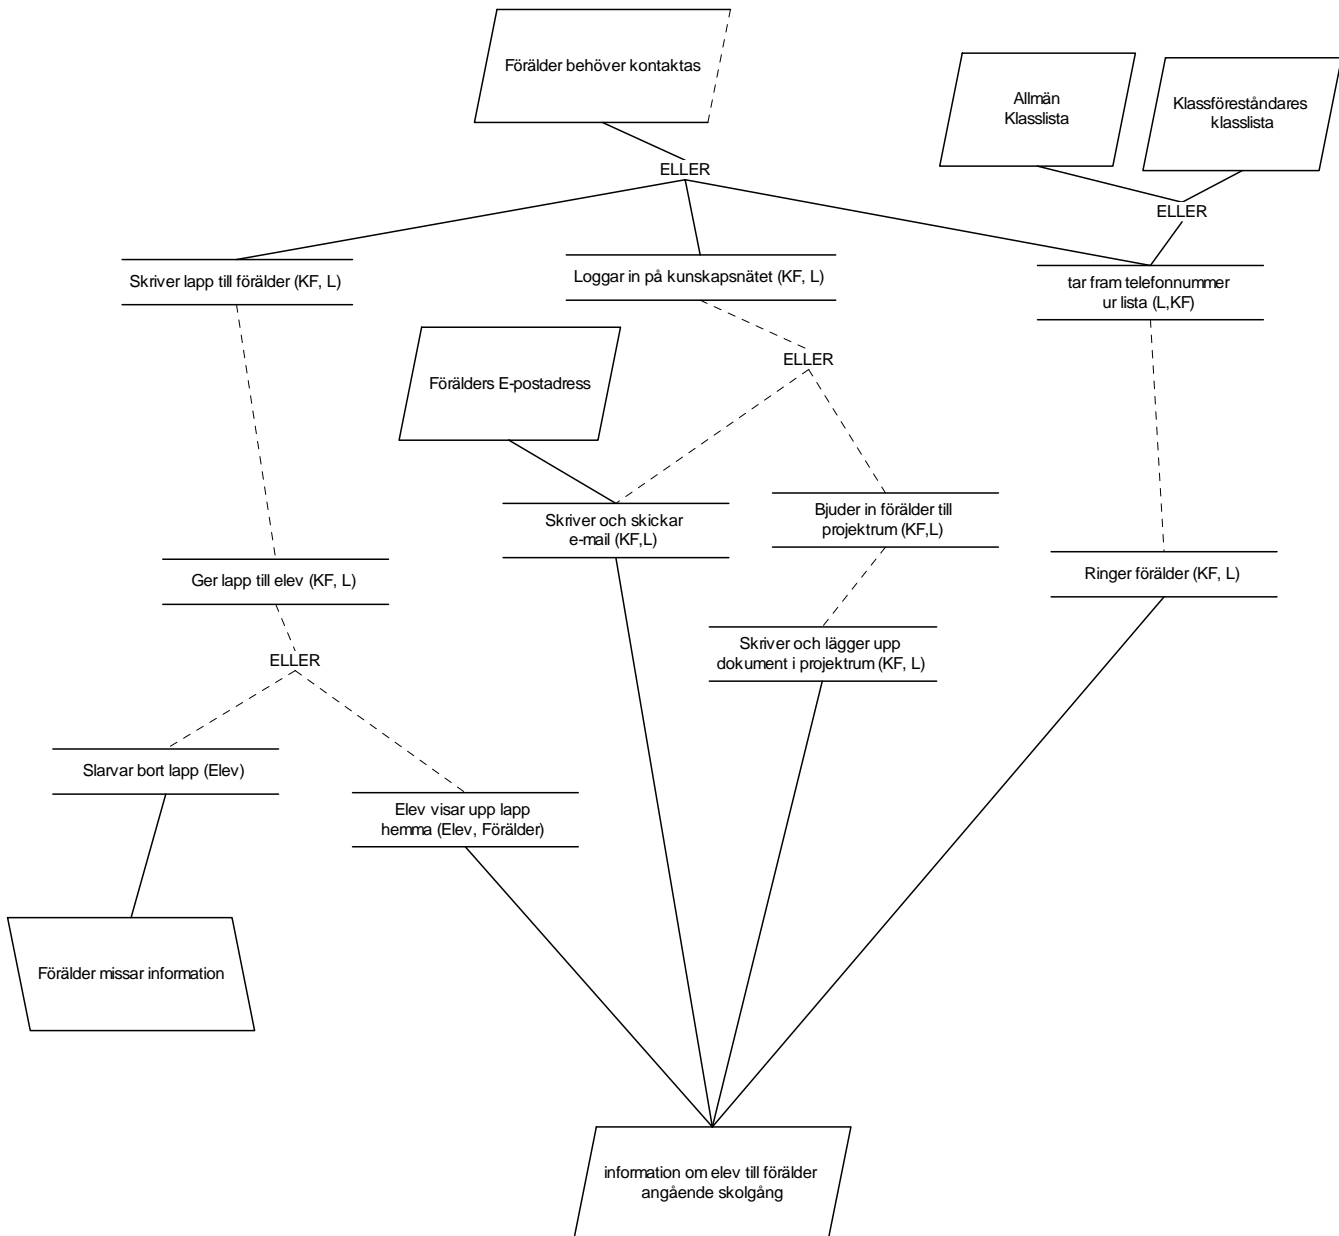 Förälder behöver kontaktas
Allmän
Klasslista
Klassföreståndares
klasslista
ELLER
ELLER
Skriver lapp till förälder (KF, L)
Loggar in på kunskapsnätet (KF, L)
tar fram telefonnummer
ur lista (L,KF)
ELLER
Förälders E-postadress
Skriver och skickar
e-mail (KF,L)
Bjuder in förälder till
projektrum (KF,L)
Ger lapp till elev (KF, L)
Ringer förälder (KF, L)
ELLER
Skriver och lägger upp
dokument i projektrum (KF, L)
Slarvar bort lapp (Elev)
Elev visar upp lapp
hemma (Elev, Förälder)
Förälder missar information
information om elev till förälder
angående skolgång